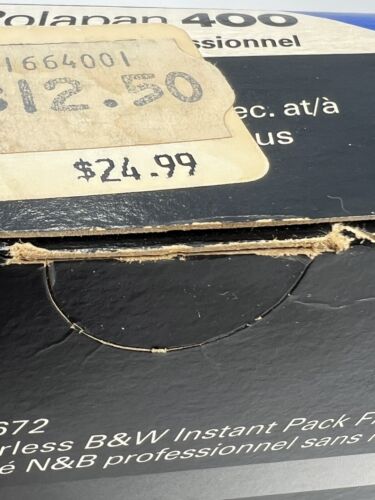 Polapan 400
essionnel
1664001
$12.50
ec. at/à
us
$24.99
672
rless B&W Instant Pack F
é N&B professionnel sans